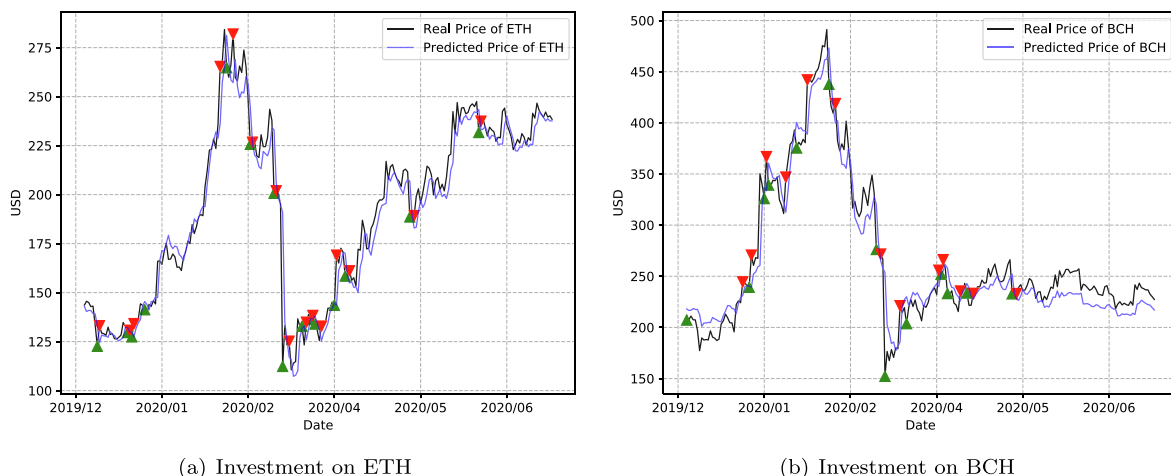 Real Price of ETH
Predicted Price of ETH
275
250
225
200
175
150
125
100
USD
2019/12 2020/01 2020/02 2020/04 2020/05 2020/06
Date
(a) Investment on ETH
Real Price of BCH
Predicted Price of BCH
500
450
400
350
300
250
200
150
USD
2019/12 2020/01 2020/02 2020/04 2020/05 2020/06
Date
(b) Investment on BCH